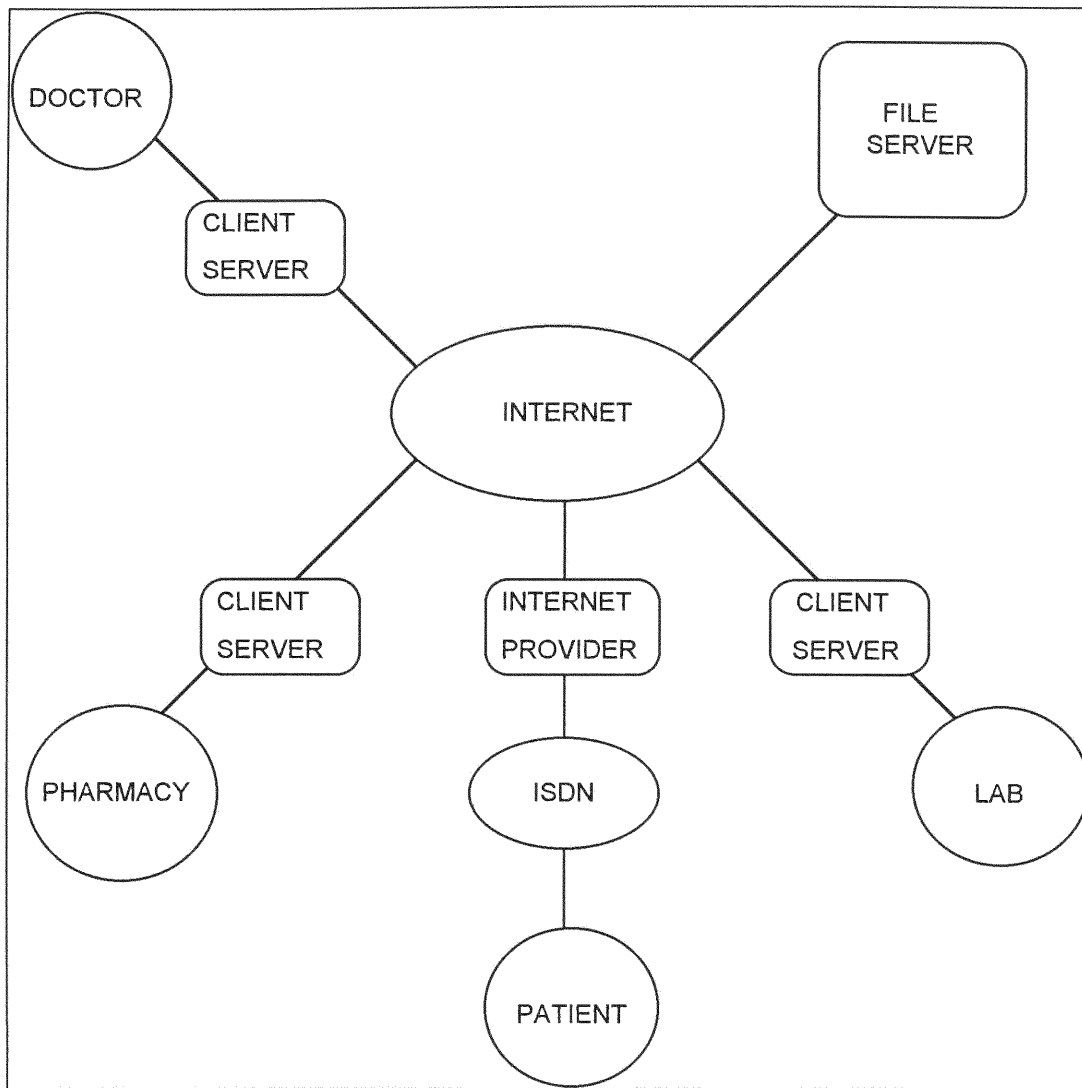 DOCTOR
FILE
SERVER
CLIENT
SERVER
INTERNET
CLIENT
SERVER
INTERNET
PROVIDER
CLIENT
SERVER
PHARMACY
ISDN
LAB
PATIENT